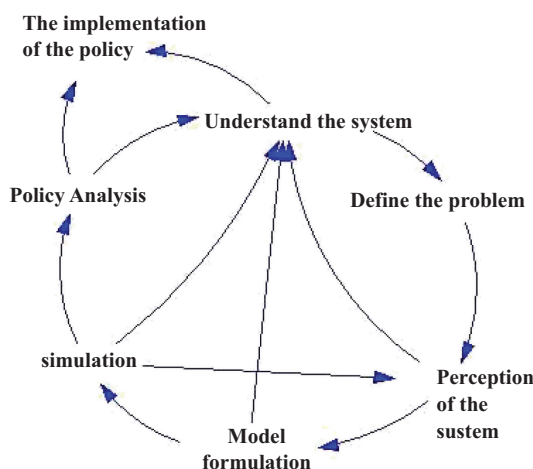 The implementation
of the policy
Understand the system
Policy Analysis
Define the problem
simulation
Perception
of the
sustem
Model
formulation